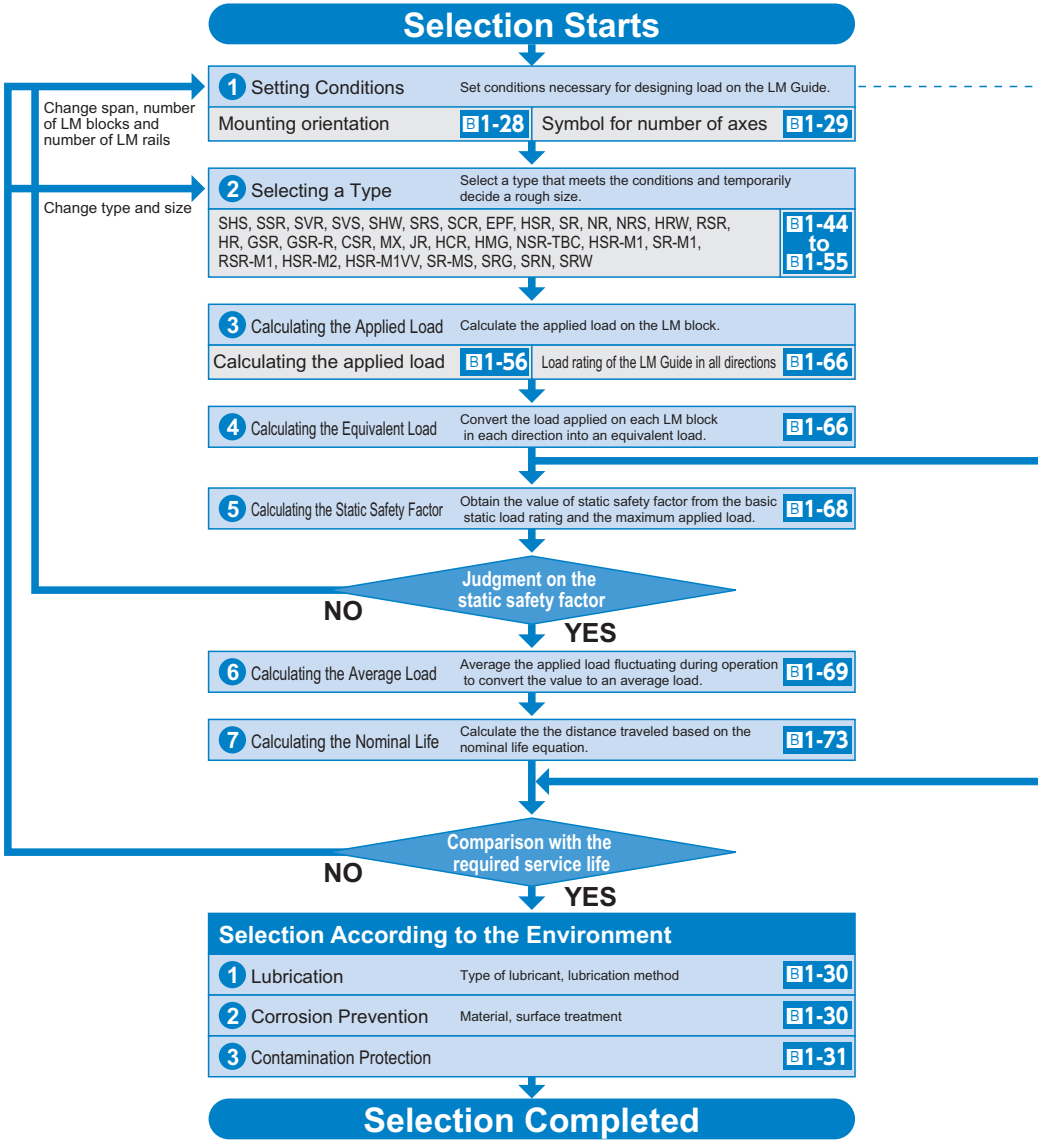 Selection Starts
1 Setting Conditions Set conditions necessary for designing load on the LM Guide.
Change span, number
of LM blocks and
number of LM rails
Mounting orientation B1-28 Symbol for number of axes B1-29
2 Selecting a Type Select a type that meets the conditions and temporarily
decide a rough size.
Change type and size
SHS, SSR, SVR, SVS, SHW, SRS, SCR, EPF, HSR, SR, NR, NRS, HRW, RSR,
HR, GSR, GSR-R, CSR, MX, JR, HCR, HMG, NSR-TBC, HSR-M1, SR-M1,
RSR-M1, HSR-M2, HSR-M1VV, SR-MS, SRG, SRN, SRW
B1-44
to
B1-55
3 Calculating the Applied Load Calculate the applied load on the LM block.
Calculating the applied load B1-56 Load rating of the LM Guide in all directions B1-66
4 Calculating the Equivalent Load Convert the load applied on each LM block
in each direction into an equivalent load. B1-66
5 Calculating the Static Safety Factor Obtain the value of static safety factor from the basic
static load rating and the maximum applied load. B1-68
Judgment on the
static safety factor
NO
YES
6 Calculating the Average Load Average the applied load fluctuating during operation
to convert the value to an average load. B1-69
7 Calculating the Nominal Life Calculate the the distance traveled based on the
nominal life equation. B1-73
Comparison with the
required service life
NO
YES
Selection According to the Environment
1 Lubrication Type of lubricant, lubrication method B1-30
2 Corrosion Prevention Material, surface treatment B1-30
3 Contamination Protection B1-31
Selection Completed